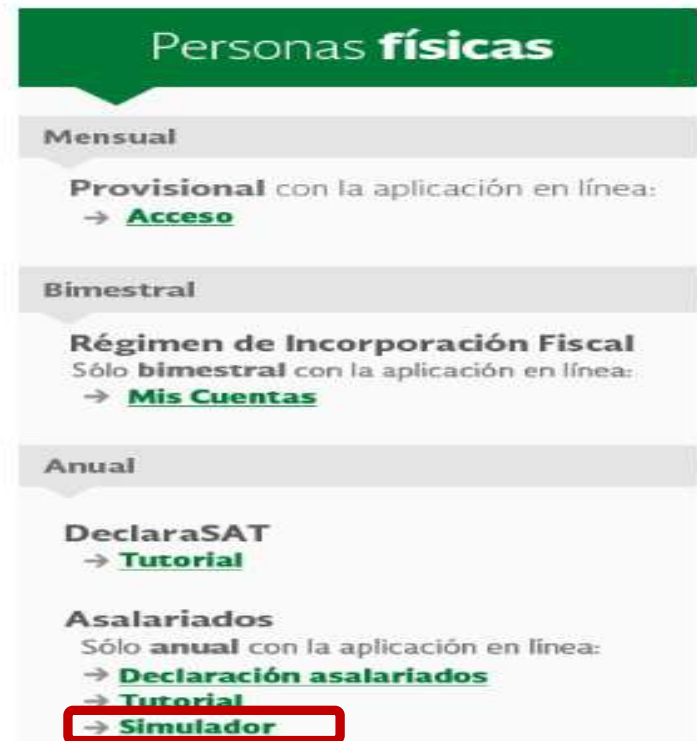 Personas físicas
Mensual
Provisional con la aplicación en línea:
→ Acceso
Bimestral
Régimen de Incorporación Fiscal
Sólo bimestral con la aplicación en línea:
→ Mis Cuentas
Anual
DeclaraSAT
→ Tutorial
Asalariados
Sólo anual con la aplicación en línea:
→ Declaración asalariados
→ Tutorial
→ Simulador